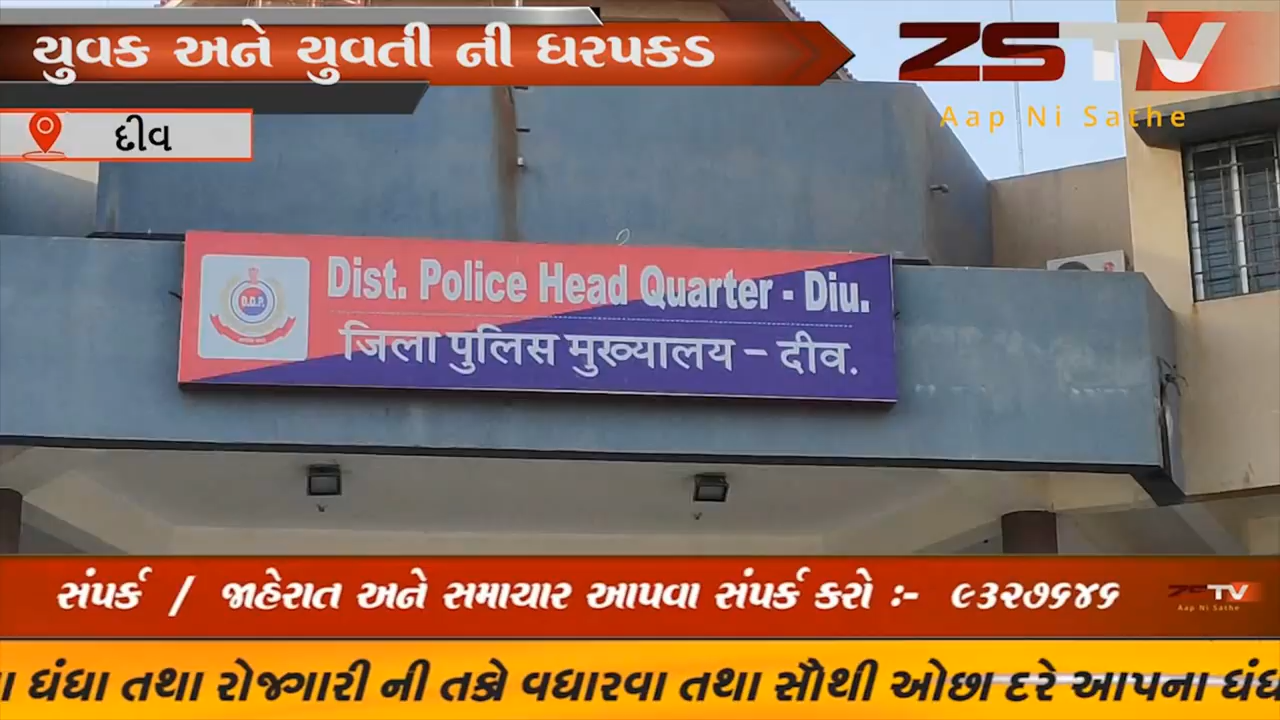 યુવક અને યુવતી ની ધરપકડ
ZSTV
Aap Ni Sathe
દીવ
D.D.P.
Dist. Police Head Quarter - Diu.
जिला पुलिस मुख्यालय – दीव.
સંપર્ક / જાહેરાત અને સમાચાર આપવા સંપર્ક કરો :- ૯૩૨૭૬૪૬
ZSTV
Aap Ni Sathe
ધંધા તથા રોજગારી ની તકો વધારવા તથા સૌથી ઓછા દરે આપના